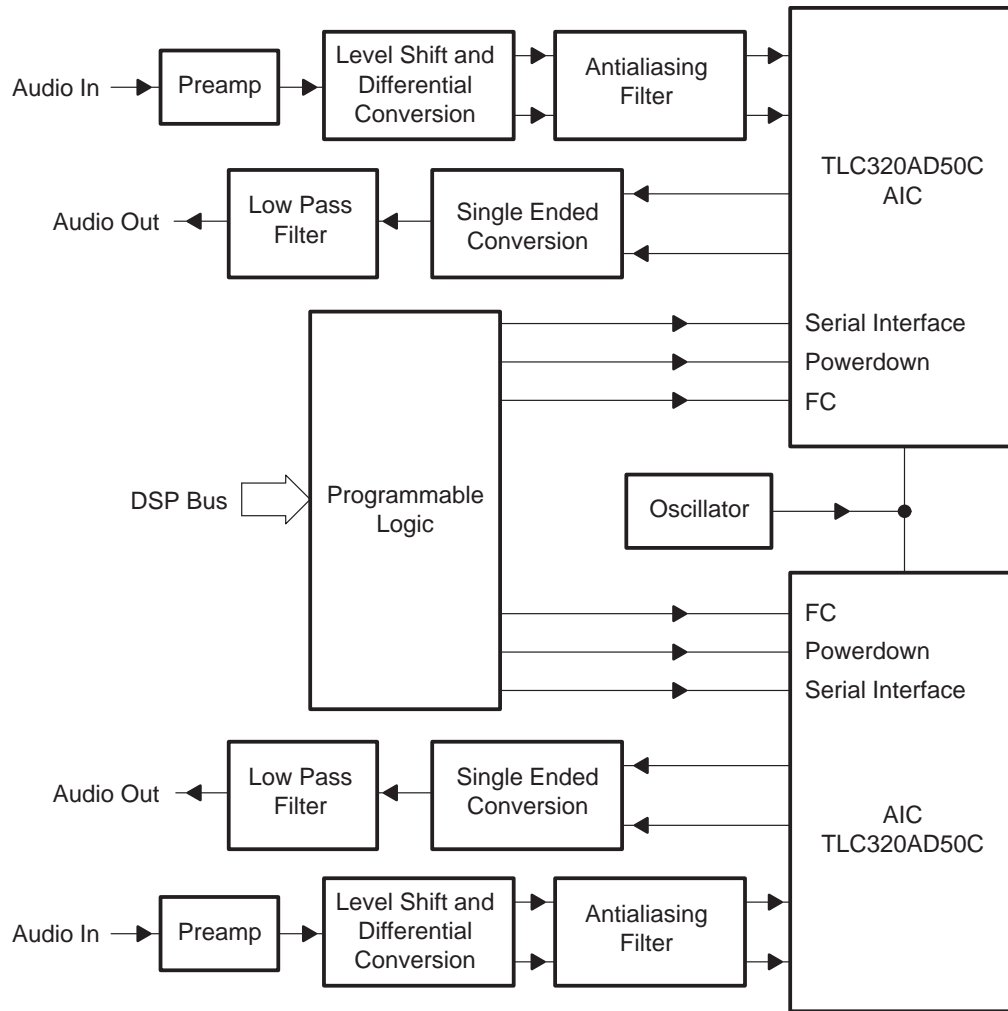 Audio In
Preamp
Level Shift and
Differential
Conversion
Antialiasing
Filter
TLC320AD50C
AIC
Audio Out
Low Pass
Filter
Single Ended
Conversion
Serial Interface
Powerdown
FC
DSP Bus
Programmable
Logic
Oscillator
FC
Powerdown
Serial Interface
Audio Out
Low Pass
Filter
Single Ended
Conversion
AIC
TLC320AD50C
Audio In
Preamp
Level Shift and
Differential
Conversion
Antialiasing
Filter